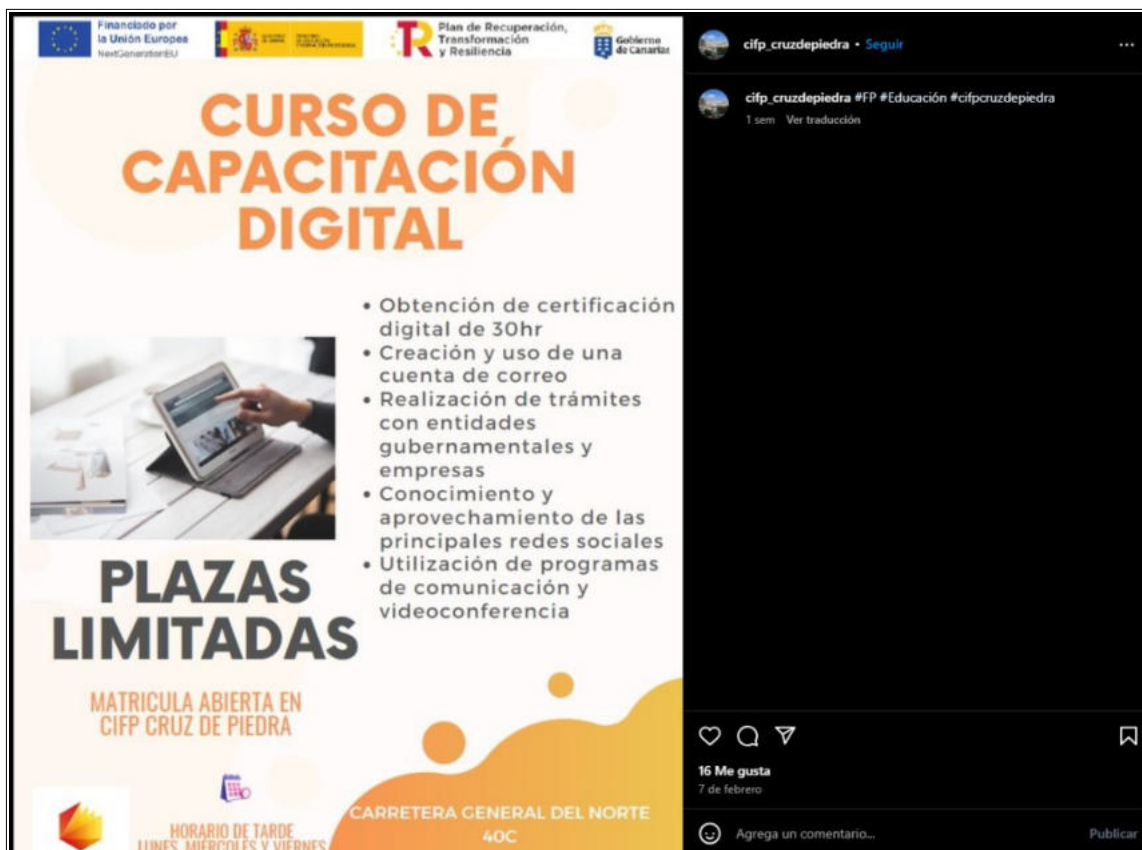 Financiado por
la Unión Europea
NextGenerationEU
Plan de Recuperación,
Transformación
y Resiliencia
Gobierno
de Canarias
CURSO DE
CAPACITACIÓN
DIGITAL
• Obtención de certificación
digital de 30hr
• Creación y uso de una
cuenta de correo
• Realización de trámites
con entidades
gubernamentales y
empresas
• Conocimiento y
aprovechamiento de las
principales redes sociales
• Utilización de programas
de comunicación y
videoconferencia
PLAZAS
LIMITADAS
MATRICULA ABIERTA EN
CIFP CRUZ DE PIEDRA
HORARIO DE TARDE
LUNES, MIÉRCOLES Y VIERNES
CARRETERA GENERAL DEL NORTE
40C
cifp_cruzdepiedra • Seguir
cifp_cruzdepiedra #FP #Educación #cifpcruzdepiedra
1 sem Ver traducción
16 Me gusta
7 de febrero
Agrega un comentario... Publicar